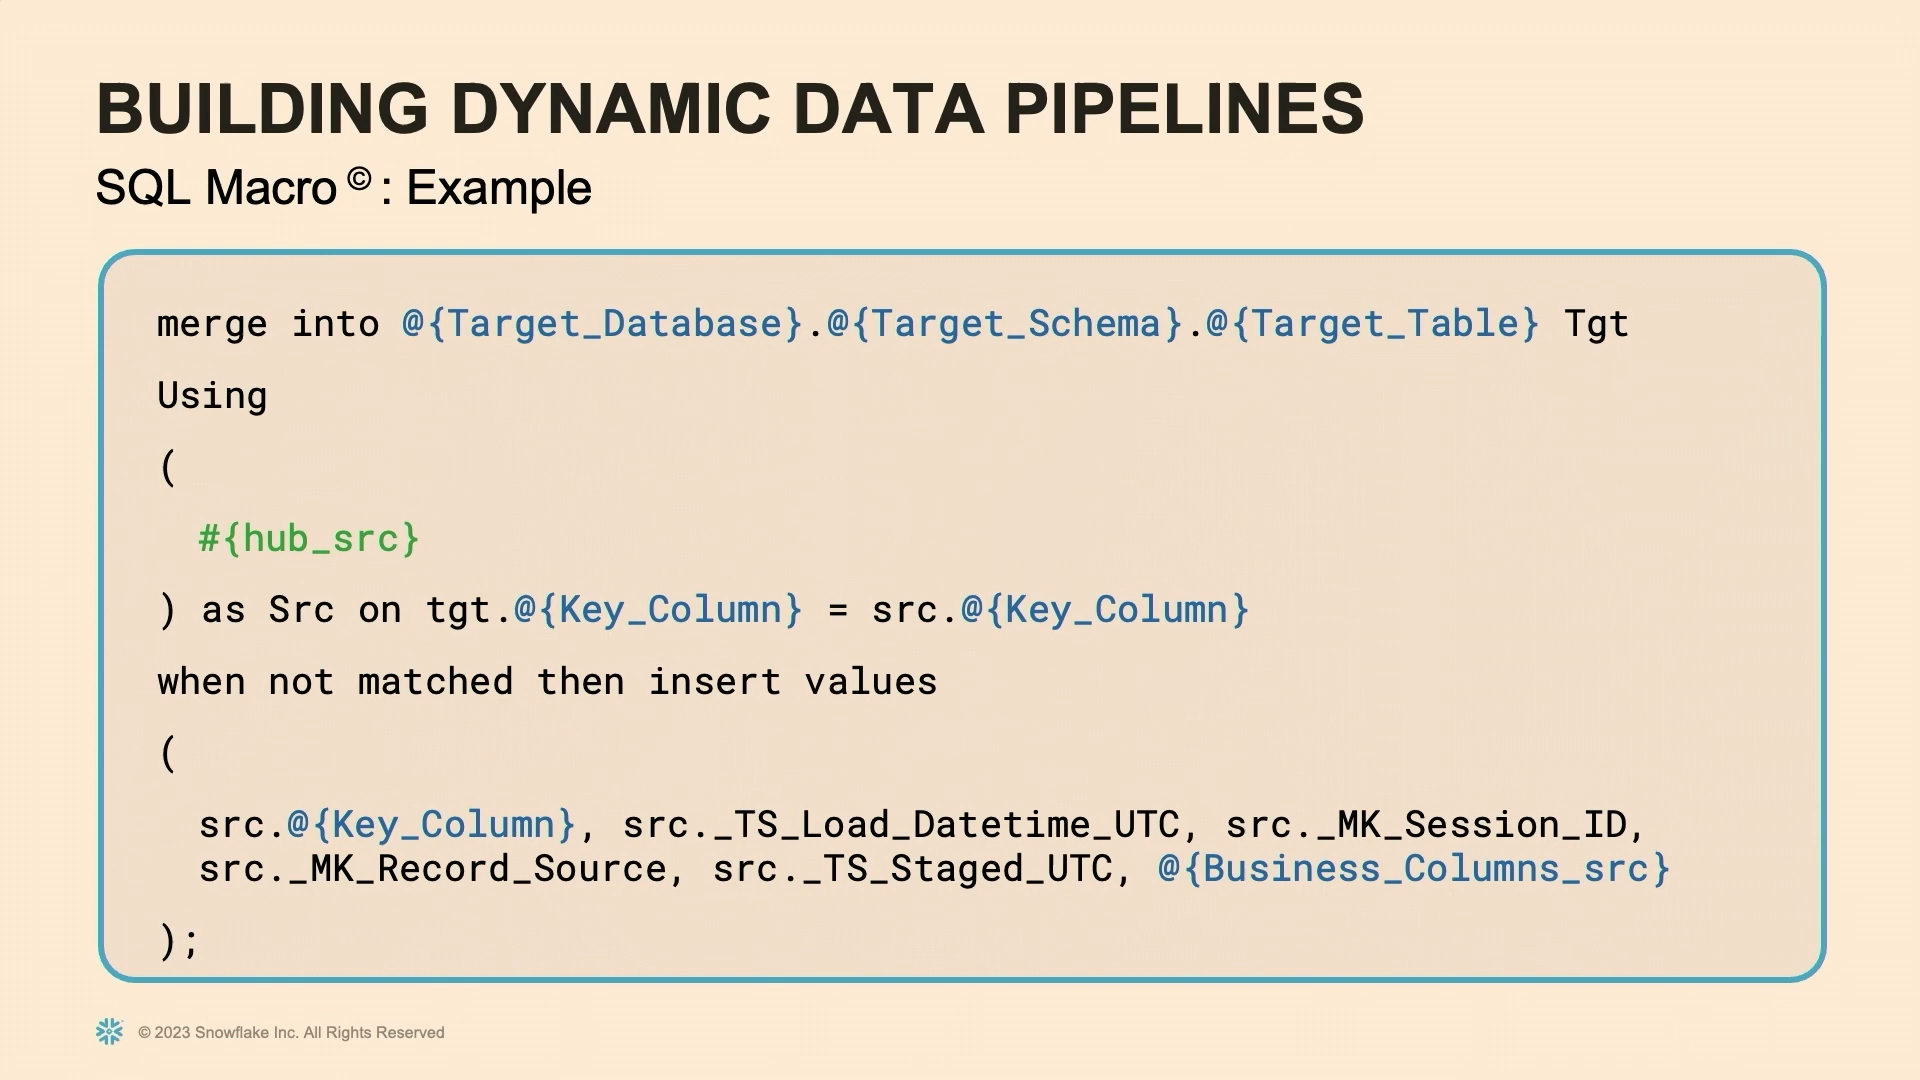 BUILDING DYNAMIC DATA PIPELINES
SQL Macro © : Example
merge into @{Target_Database}.@{Target_Schema}.@{Target_Table} Tgt
Using
(
#{hub_src}
) as Src on tgt.@{Key_Column} = src.@{Key_Column}
when not matched then insert values
(
src.@{Key_Column}, src._TS_Load_Datetime_UTC, src._MK_Session_ID,
src._MK_Record_Source, src._TS_Staged_UTC, @{Business_Columns_src}
);
© 2023 Snowflake Inc. All Rights Reserved